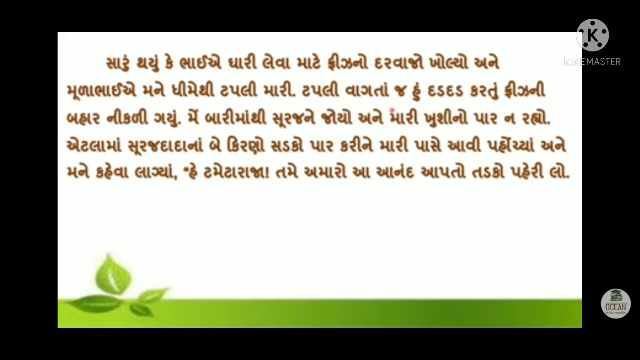 સારું થયું કે ભાઈએ ઘારી લેવા માટે ફ્રીઝનો દરવાજો ખોલ્યો અને
મૂળાભાઈએ મને ધીમેથી ટપલી મારી. ટપલી વાગતાં જ હું દડદડ કરતું ફ્રીઝની
બહાર નીકળી ગયું. મેં બારીમાંથી સૂરજને જોયો અને મારી ખુશીનો પાર ન રહ્યો.
એટલામાં સૂરજદાદાનાં બે કિરણો સડકો પાર કરીને મારી પાસે આવી પહોંચ્યાં અને
મને કહેવા લાગ્યાં, "હે ટમેટારાજા! તમે અમારો આ આનંદ આપતો તડકો પહેરી લો.
K
KINEMASTER
OCEAN